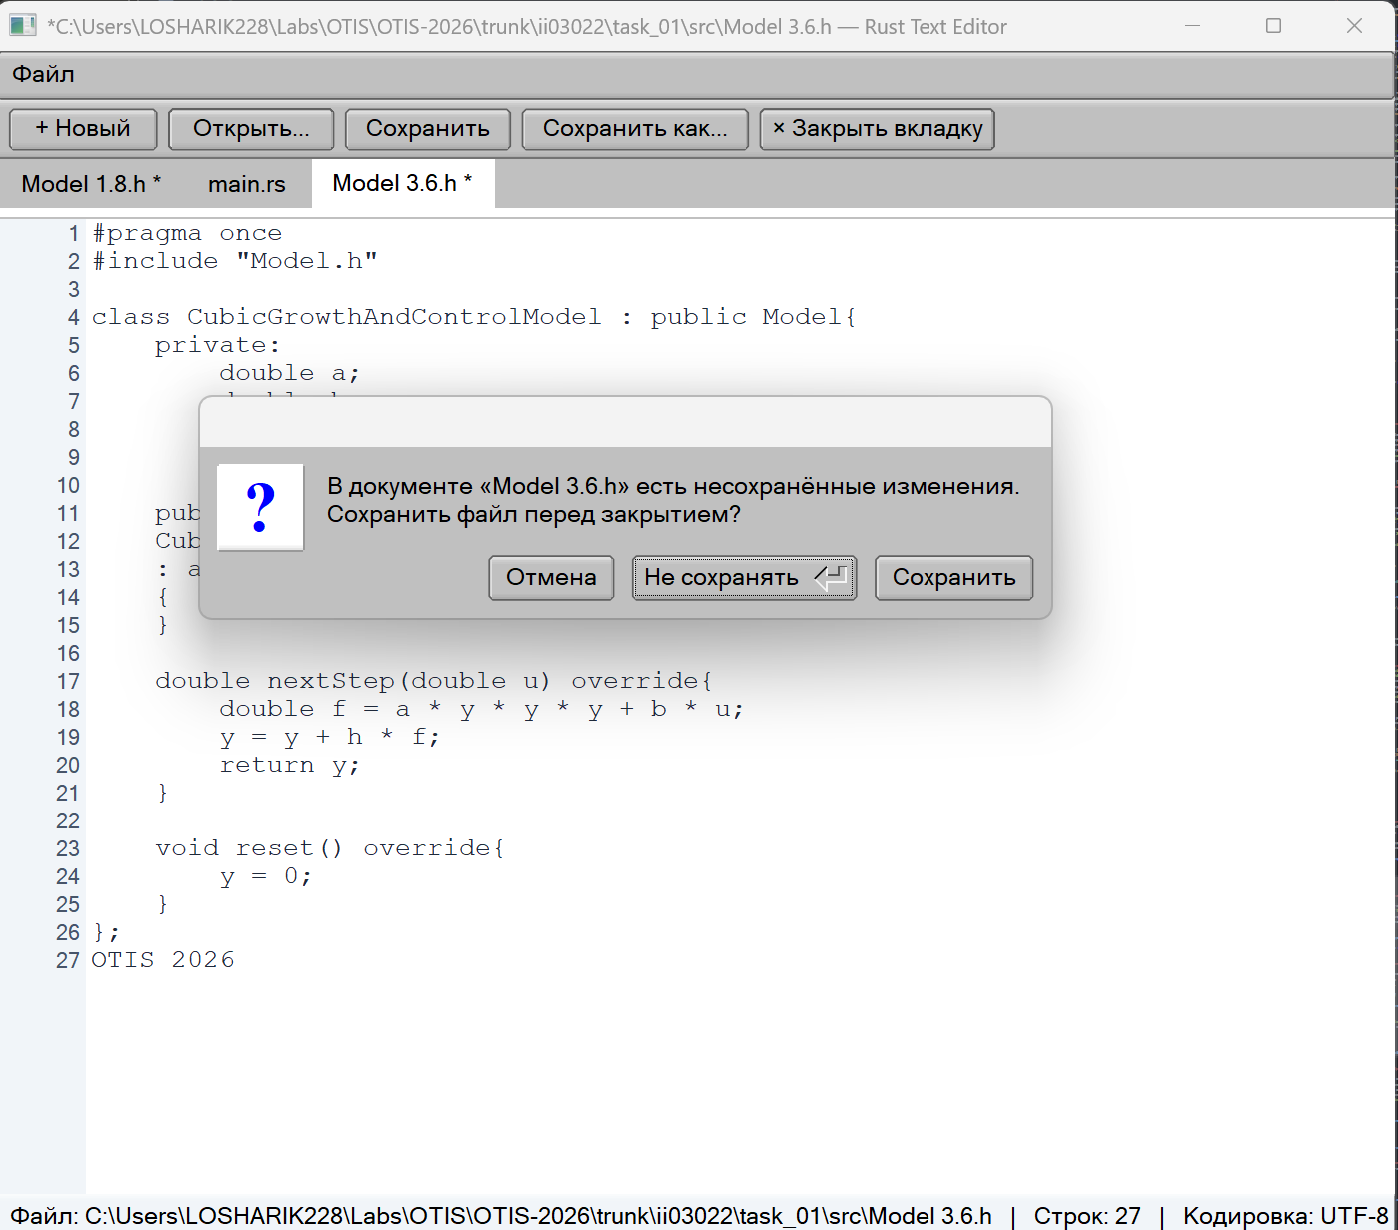 *C:\Users\LOSHARIK228\Labs\OTIS\OTIS-2026\trunk\ii03022\task_01\src\Model 3.6.h — Rust Text Editor
Файл
+ Новый Открыть... Сохранить Сохранить как... × Закрыть вкладку
Model 1.8.h * main.rs Model 3.6.h *
1 #pragma once
2 #include "Model.h"
3
4 class CubicGrowthAndControlModel : public Model{
5 private:
6 double a;
7
8
9
10
11 pub
12 Cub
13 : a
14 {
15 }
16
17 double nextStep(double u) override{
18 double f = a * y * y * y + b * u;
19 y = y + h * f;
20 return y;
21 }
22
23 void reset() override{
24 y = 0;
25 }
26 };
27 OTIS 2026
?
В документе «Model 3.6.h» есть несохранённые изменения.
Сохранить файл перед закрытием?
Отмена Не сохранять Сохранить
Файл: C:\Users\LOSHARIK228\Labs\OTIS\OTIS-2026\trunk\ii03022\task_01\src\Model 3.6.h | Строк: 27 | Кодировка: UTF-8